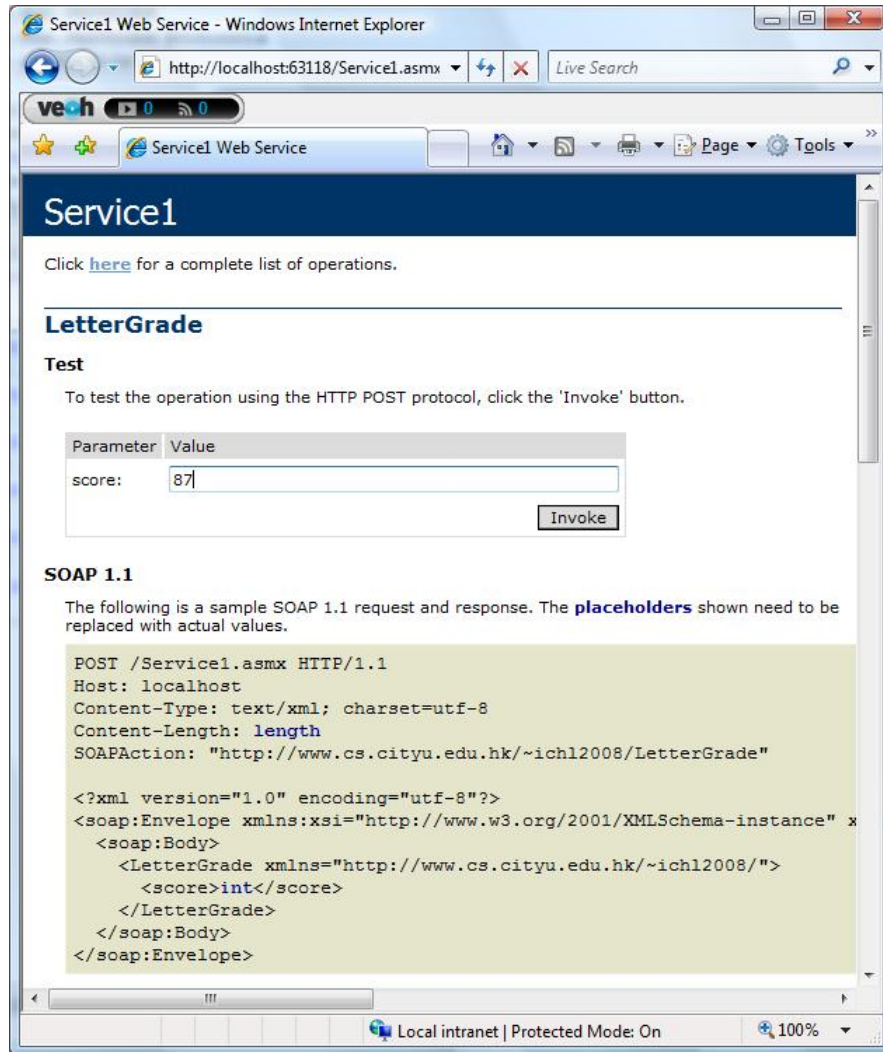 Service1 Web Service - Windows Internet Explorer
http://localhost:63118/Service1.asmx
Live Search
veoh 0 0
Service1 Web Service
Page Tools
Service1
Click here for a complete list of operations.
LetterGrade
Test
To test the operation using the HTTP POST protocol, click the 'Invoke' button.
Parameter Value
score: 87
Invoke
SOAP 1.1
The following is a sample SOAP 1.1 request and response. The placeholders shown need to be
replaced with actual values.
POST /Service1.asmx HTTP/1.1
Host: localhost
Content-Type: text/xml; charset=utf-8
Content-Length: length
SOAPAction: "http://www.cs.cityu.edu.hk/~ichl2008/LetterGrade"
<?xml version="1.0" encoding="utf-8"?>
<soap:Envelope xmlns:xsi="http://www.w3.org/2001/XMLSchema-instance" x
<soap:Body>
<LetterGrade xmlns="http://www.cs.cityu.edu.hk/~ichl2008/">
<score>int</score>
</LetterGrade>
</soap:Body>
</soap:Envelope>
Local intranet | Protected Mode: On
100%